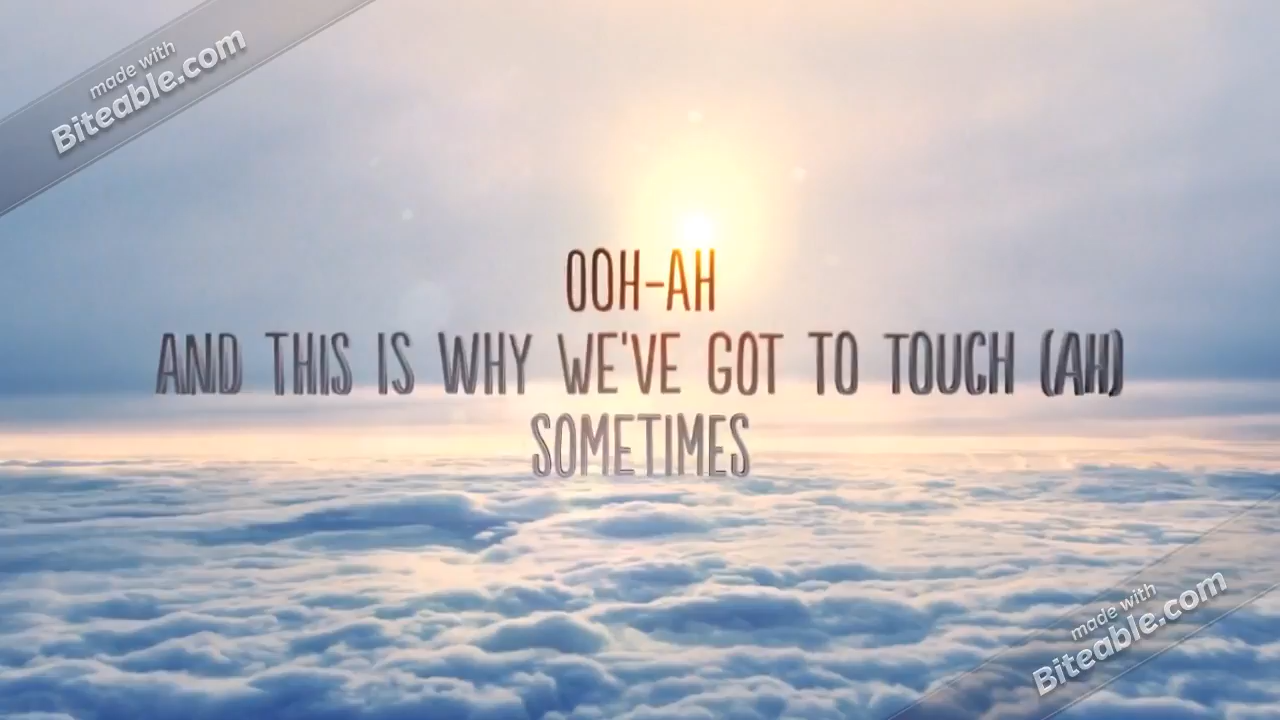 made with
Biteable.com
OOH-AH
AND THIS IS WHY WE'VE GOT TO TOUCH (AH)
SOMETIMES
made with
Biteable.com